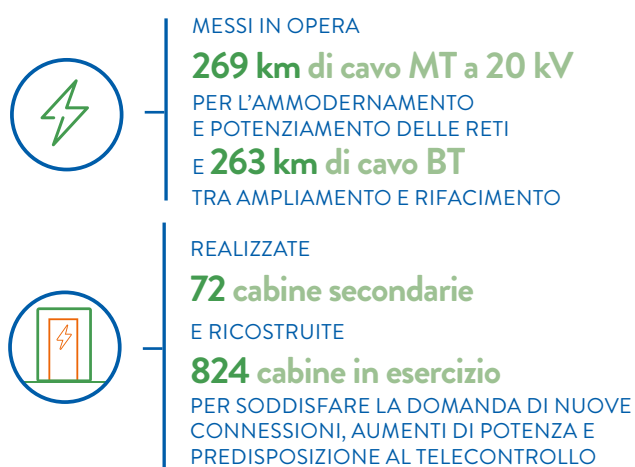 MESSI IN OPERA
269 km di cavo MT a 20 kV
PER L'AMMODERNAMENTO
E POTENZIAMENTO DELLE RETI
E 263 km di cavo BT
TRA AMPLIAMENTO E RIFACIMENTO
REALIZZATE
72 cabine secondarie
E RICOSTRUITE
824 cabine in esercizio
PER SODDISFARE LA DOMANDA DI NUOVE
CONNESSIONI, AUMENTI DI POTENZA E
PREDISPOSIZIONE AL TELECONTROLLO